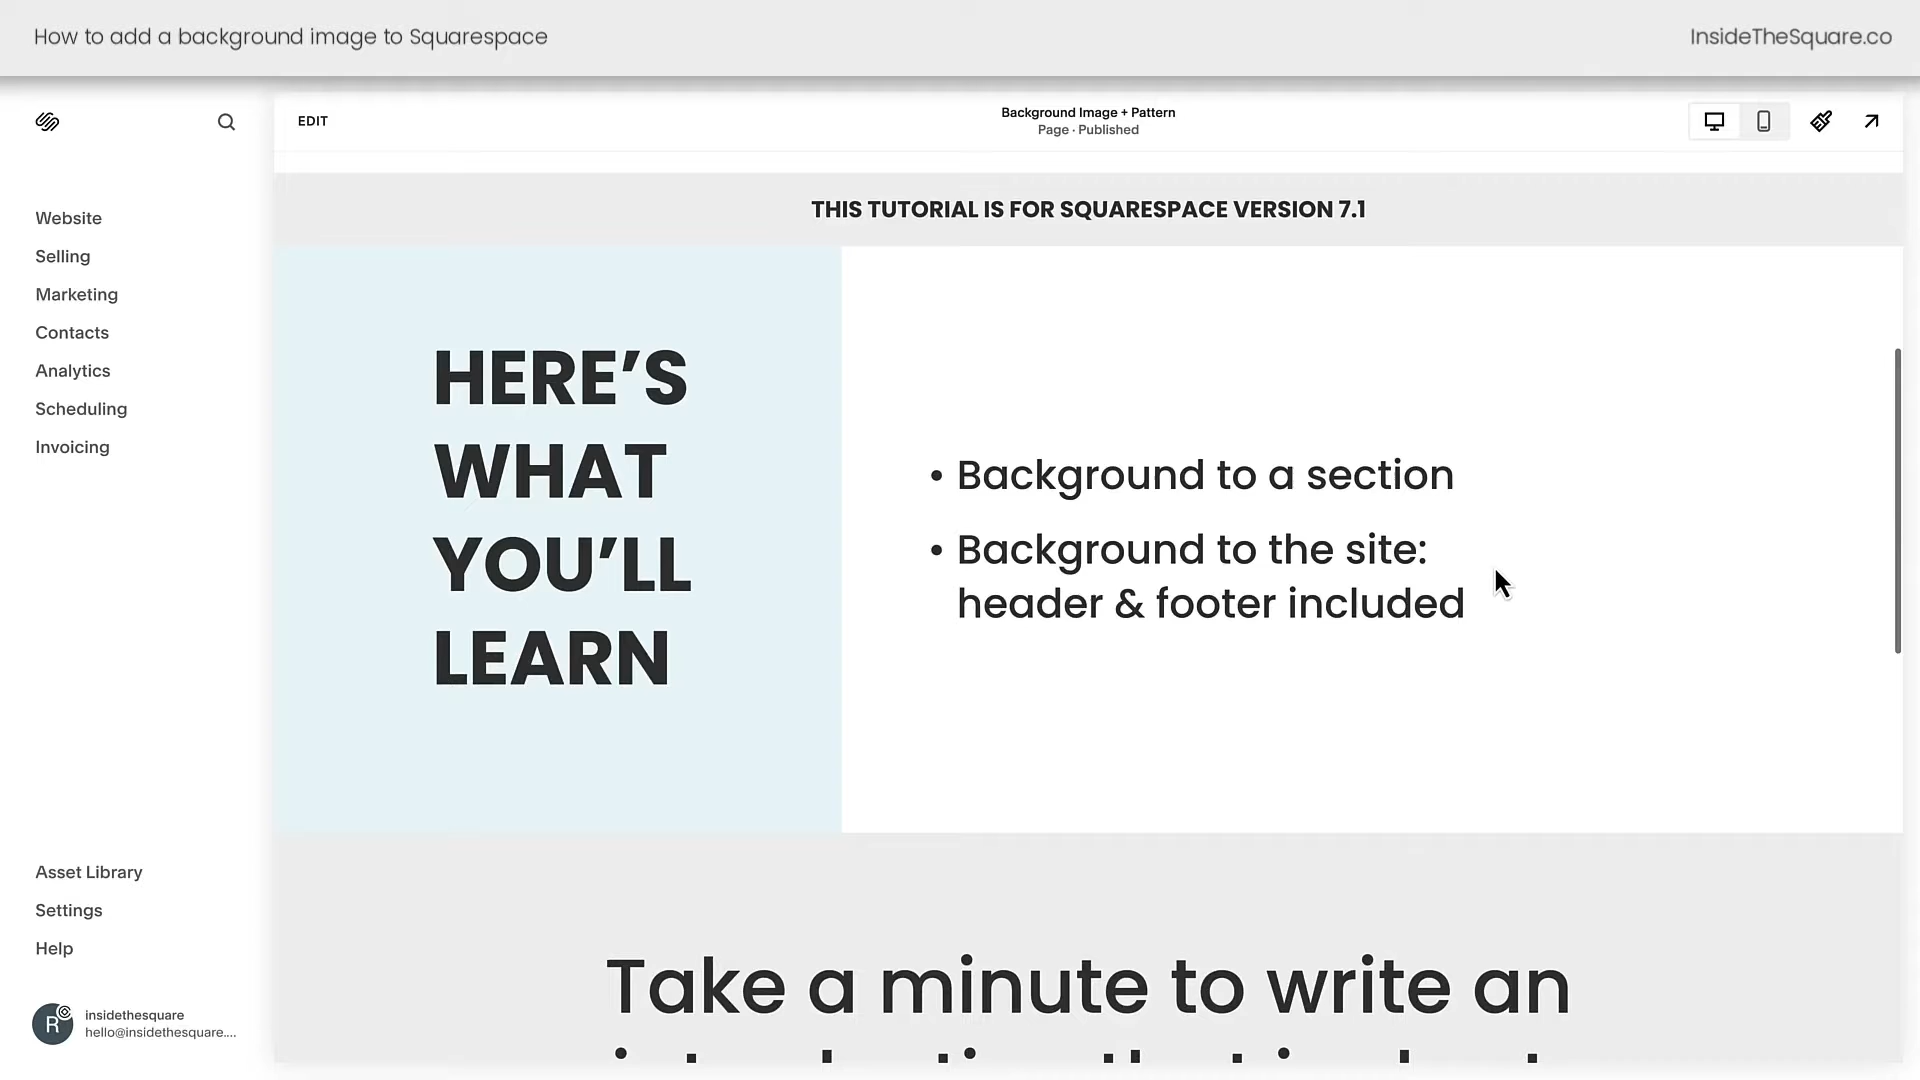 How to add a background image to Squarespace
InsideTheSquare.co
EDIT
Background Image + Pattern
Page · Published
Website
Selling
Marketing
Contacts
Analytics
Scheduling
Invoicing
Asset Library
Settings
Help
R
insidethesquare
hello@insidethesquare....
THIS TUTORIAL IS FOR SQUARESPACE VERSION 7.1
HERE’S
WHAT
YOU’LL
LEARN
• Background to a section
• Background to the site:
header & footer included
Take a minute to write an